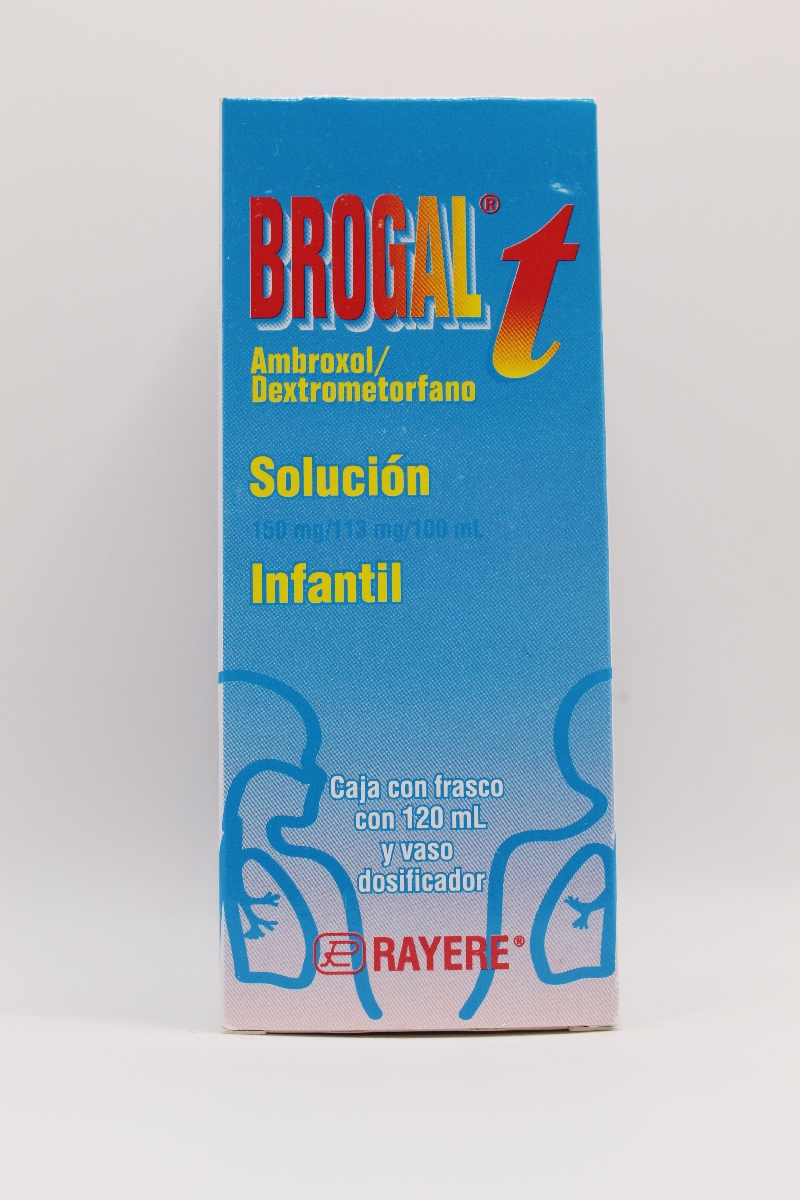 BROGAL® t
Ambroxol/
Dextrometorfano
Solución
150 mg/113 mg/100 mL
Infantil
Caja con frasco
con 120 mL
y vaso
dosificador
RAYERE®